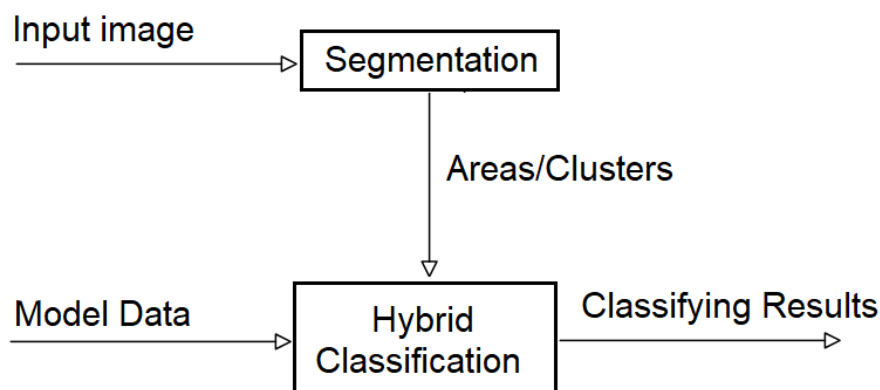 Input image
Segmentation
Areas/Clusters
Model Data
Hybrid
Classification
Classifying Results